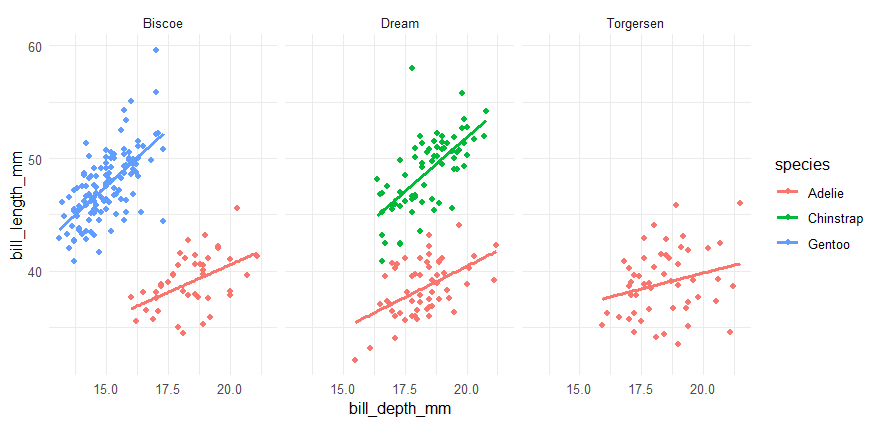 Biscoe Dream Torgersen
60
50
40
bill_length_mm
15.0 17.5 20.0 15.0 17.5 20.0 15.0 17.5 20.0
bill_depth_mm
species
Adelie
Chinstrap
Gentoo